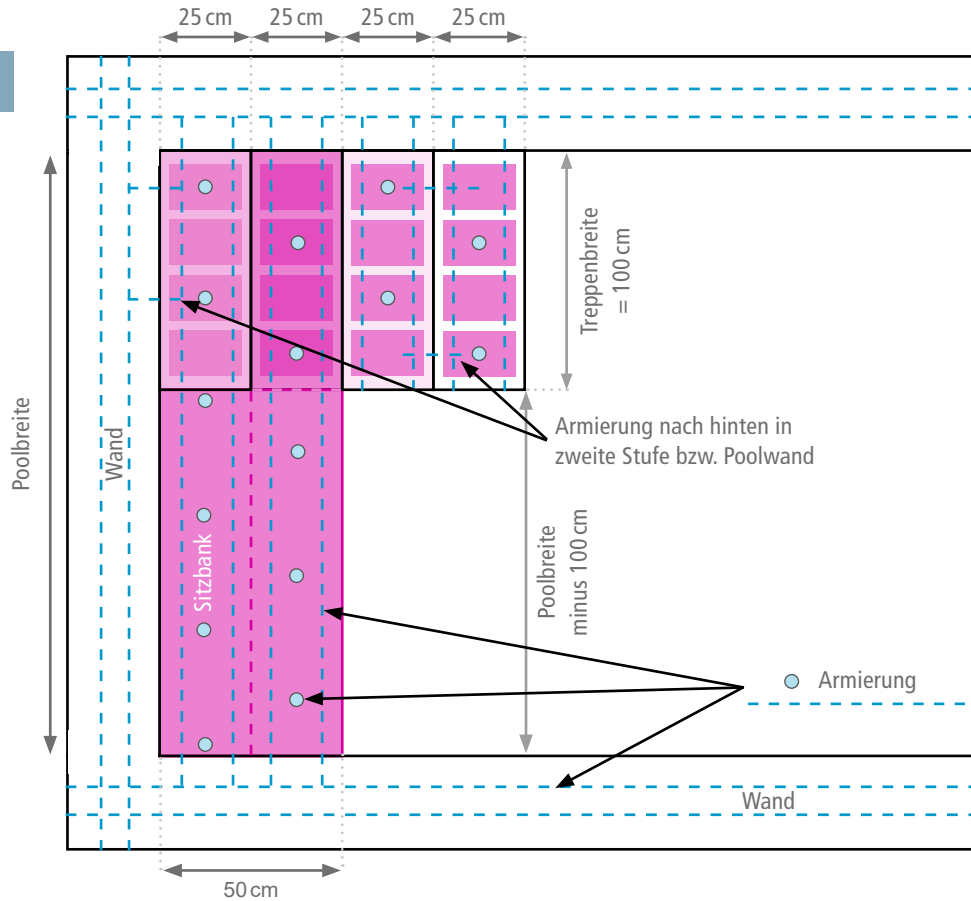 25 cm 25 cm 25 cm 25 cm
Treppenbreite
= 100 cm
Poolbreite
Wand
Armierung nach hinten in
zweite Stufe bzw. Poolwand
Sitzbank
Poolbreite
minus 100 cm
Armierung
Wand
50 cm